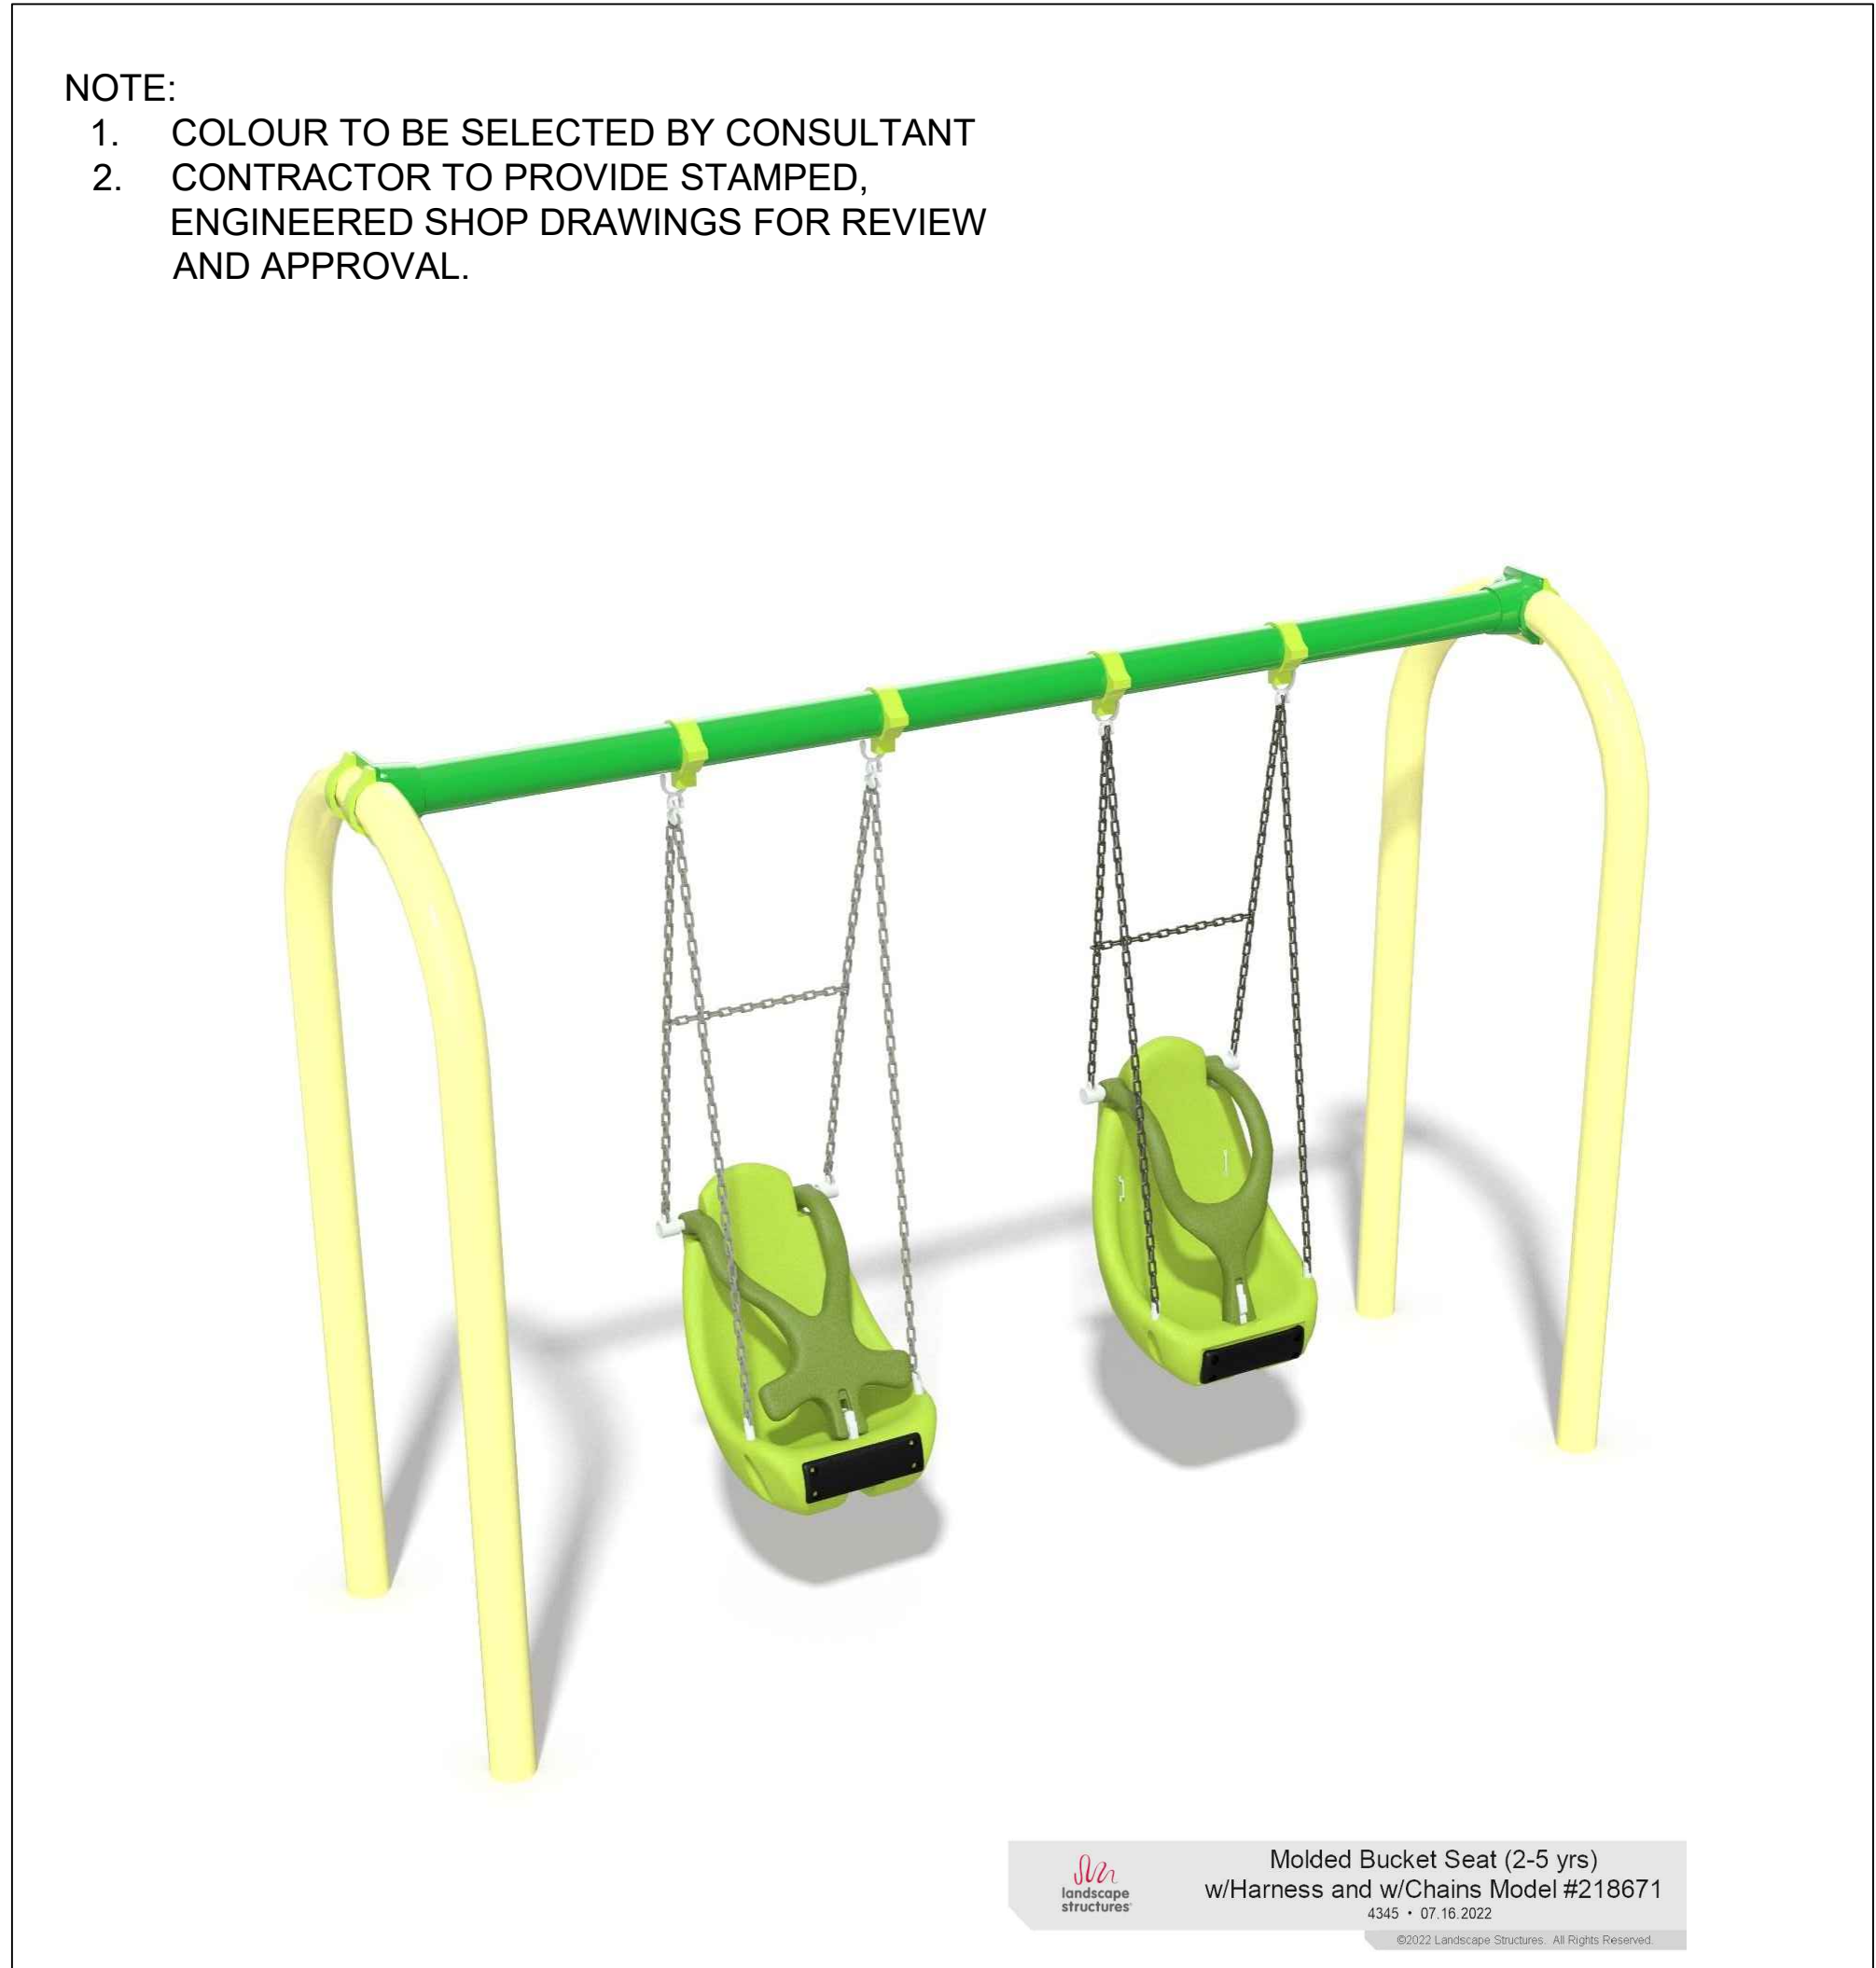 NOTE:
1. COLOUR TO BE SELECTED BY CONSULTANT
2. CONTRACTOR TO PROVIDE STAMPED,
ENGINEERED SHOP DRAWINGS FOR REVIEW
AND APPROVAL.
landscape
structures
Molded Bucket Seat (2-5 yrs)
w/Harness and w/Chains Model #218671
4345 • 07.16.2022
©2022 Landscape Structures. All Rights Reserved.